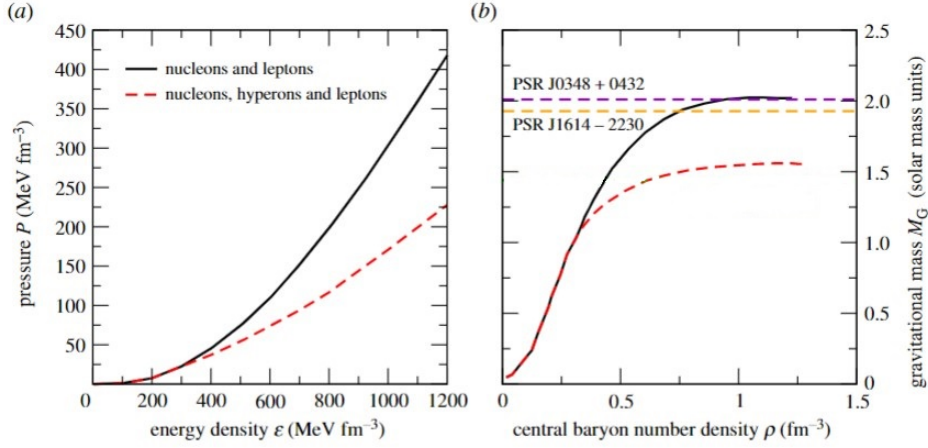 (a)
450
400
350
300
250
200
150
100
50
0
200
400
600
800
1000
1200
pressure P (MeV fm⁻³)
energy density ε (MeV fm⁻³)
nucleons and leptons
nucleons, hyperons and leptons
(b)
PSR J0348 + 0432
PSR J1614 – 2230
2.5
2.0
1.5
1.0
0.5
0
0
0.5
1
1.5
central baryon number density ρ (fm⁻³)
gravitational mass M_G (solar mass units)